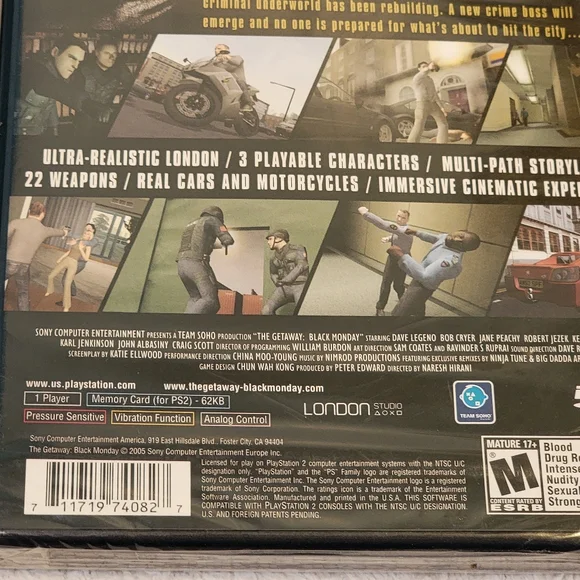 criminal underworld has been rebuilding. A new crime boss will
emerge and no one is prepared for what's about to hit the city...
ULTRA-REALISTIC LONDON / 3 PLAYABLE CHARACTERS / MULTI-PATH STORYL
22 WEAPONS / REAL CARS AND MOTORCYCLES / IMMERSIVE CINEMATIC EXPE
SONY COMPUTER ENTERTAINMENT PRESENTS A TEAM SOHO PRODUCTION "THE GETAWAY: BLACK MONDAY" STARRING DAVE LEGENO BOB CRYER JANE PEACHY ROBERT JEZEK KE
KARL JENKINSON JOHN ALBASINY CRAIG SCOTT DIRECTOR OF PROGRAMMING WILLIAM BURDON ART DIRECTION SAM COATES AND RAVINDER S RUPRAI SOUND DIRECTION DAVE R
SCREENPLAY BY KATIE ELLWOOD PERFORMANCE DIRECTION CHINA MOO-YOUNG MUSIC BY NIMROD PRODUCTIONS FEATURING EXCLUSIVE REMIXES BY NINJA TUNE & BIG DADDA AR
GAME DESIGN CHUN WAH KONG PRODUCED BY PETER EDWARD DIRECTED BY NARESH HIRANI
www.us.playstation.com www.thegetaway-blackmonday.com
1 Player Memory Card (for PS2) - 62KB
Pressure Sensitive Vibration Function Analog Control
LONDON STUDIO
TEAM SOHO
Sony Computer Entertainment America, 919 East Hillsdale Blvd., Foster City, CA 94404
The Getaway: Black Monday © 2005 Sony Computer Entertainment Europe Inc.
Licensed for play on PlayStation 2 computer entertainment systems with the NTSC U/C
designation only. "PlayStation" and the "PS" Family logo are registered trademarks of
Sony Computer Entertainment Inc. The Sony Computer Entertainment logo is a registered
trademark of Sony Corporation. The ratings icon is a trademark of the Entertainment
Software Association. Manufactured and printed in the U.S.A. THIS SOFTWARE IS
COMPATIBLE WITH PLAYSTATION 2 CONSOLES WITH THE NTSC U/C DESIGNATION.
U.S. AND FOREIGN PATENTS PENDING.
7 11719 74082 7
MATURE 17+
M
CONTENT RATED BY
ESRB
Blood
Drug Re
Intense
Nudity
Sexual
Strong